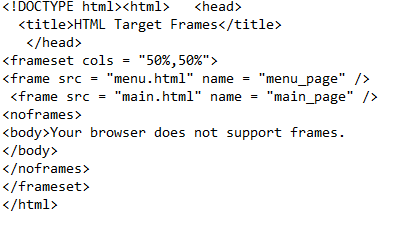 <!DOCTYPE html><html>   <head>
  <title>HTML Target Frames</title>
   </head>
<frameset cols = "50%,50%">
<frame src = "menu.html" name = "menu_page" />
 <frame src = "main.html" name = "main_page" />
<noframes>
<body>Your browser does not support frames.
</body>
</noframes>
</frameset>
</html>